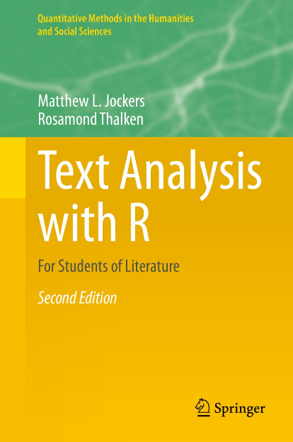 Quantitative Methods in the Humanities
and Social Sciences
Matthew L. Jockers
Rosamond Thalken
Text Analysis
with R
For Students of Literature
Second Edition
Springer